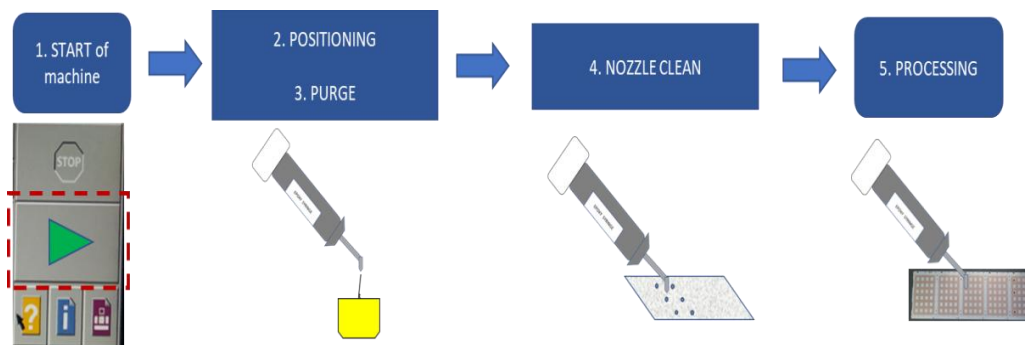 1. START of
machine
2. POSITIONING
3. PURGE
4. NOZZLE CLEAN
5. PROCESSING
STOP
?
i